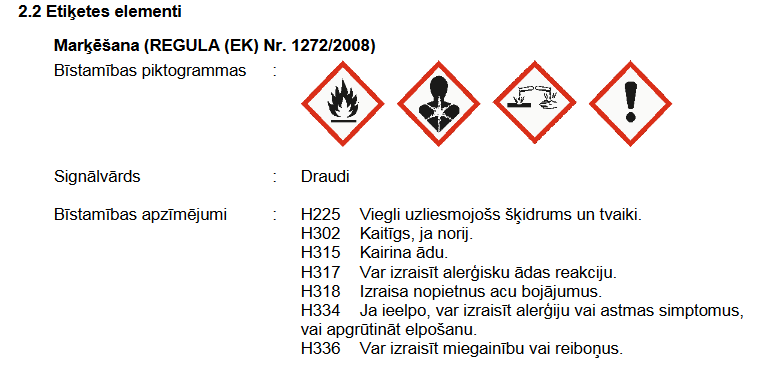 2.2 Etiķetes elementi
Marķēšana (REGULA (EK) Nr. 1272/2008)
Bīstamības piktogrammas :
Signālvārds : Draudi
Bīstamības apzīmējumi : H225 Viegli uzliesmojošs šķidrums un tvaiki.
H302 Kaitīgs, ja norij.
H315 Kairina ādu.
H317 Var izraisīt alerģisku ādas reakciju.
H318 Izraisa nopietnus acu bojājumus.
H334 Ja ieelpo, var izraisīt alerģiju vai astmas simptomus,
vai apgrūtināt elpošanu.
H336 Var izraisīt miegainību vai reiboņus.